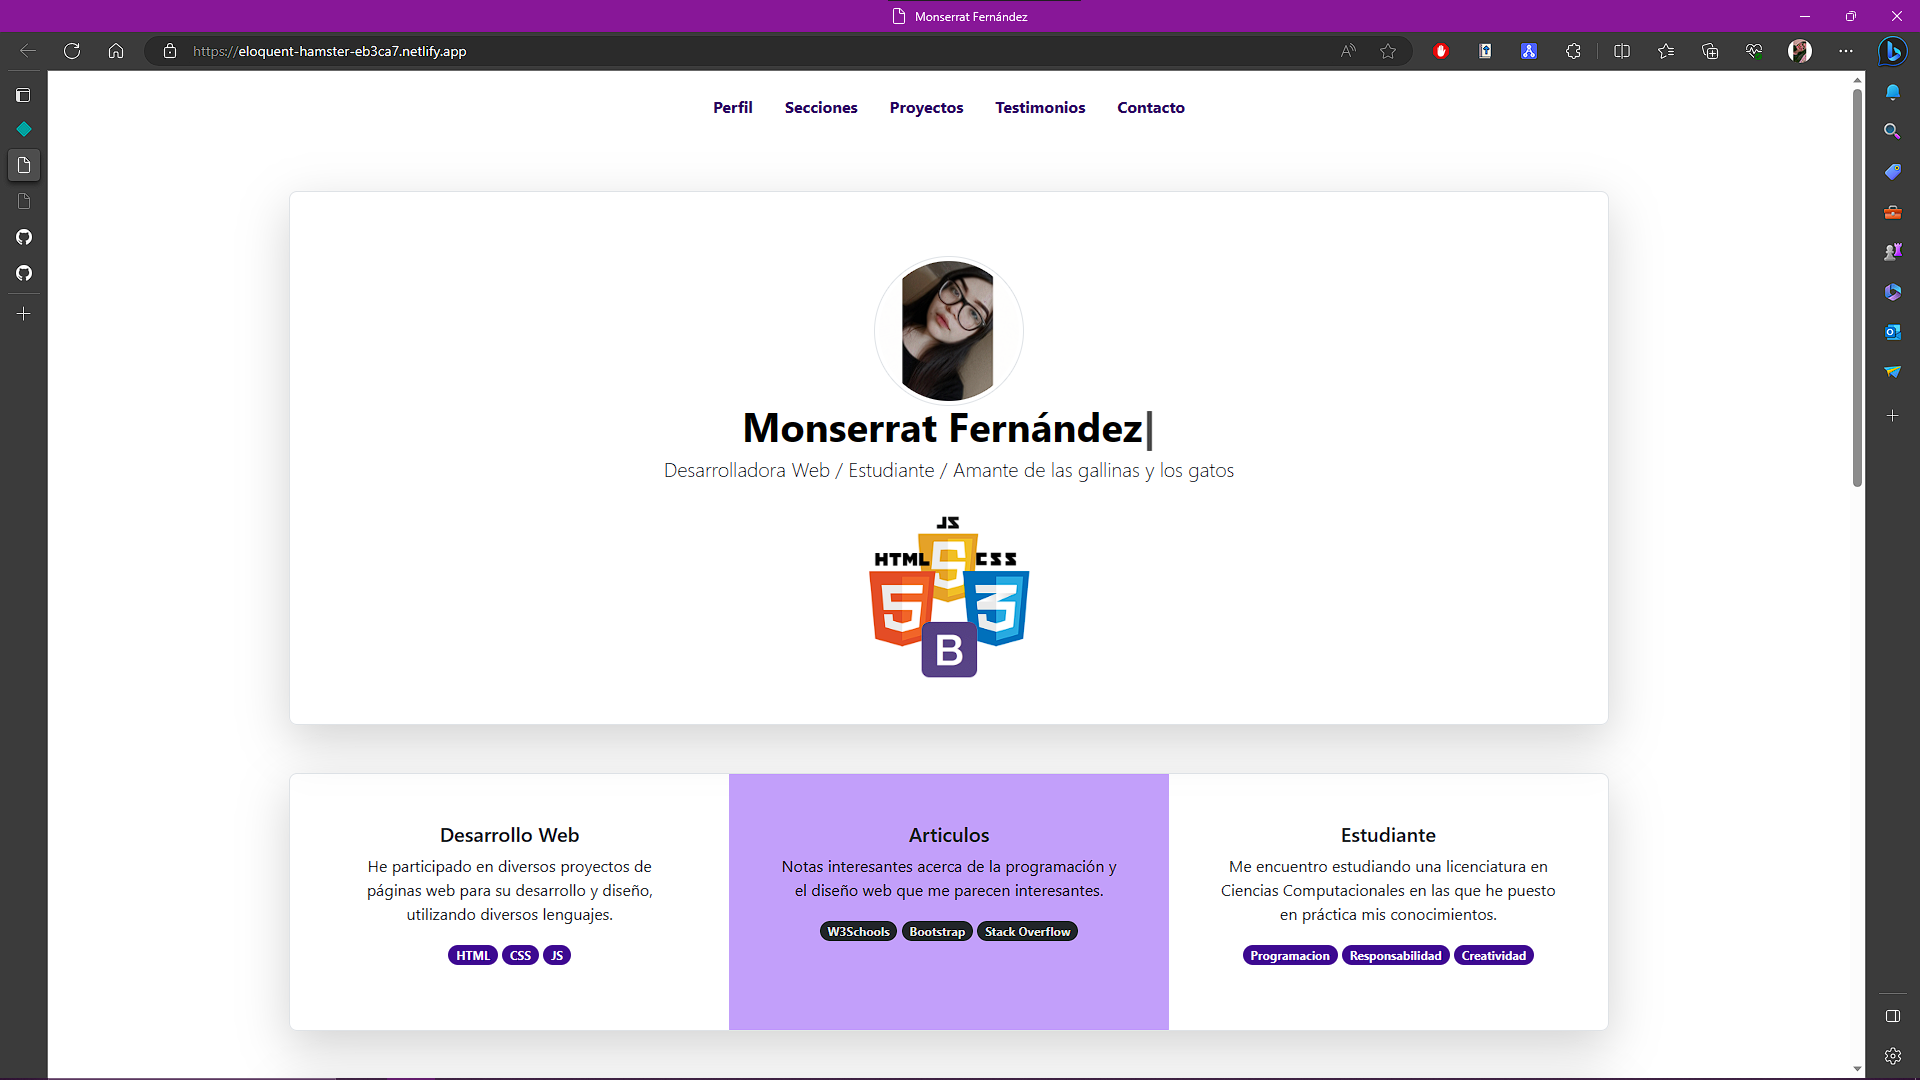 Monserrat Fernández
https://eloquent-hamster-eb3ca7.netlify.app
Perfil Secciones Proyectos Testimonios Contacto
Monserrat Fernández|
Desarrolladora Web / Estudiante / Amante de las gallinas y los gatos
JS
HTML CSS
5 5 3
B
Desarrollo Web
He participado en diversos proyectos de
páginas web para su desarrollo y diseño,
utilizando diversos lenguajes.
HTML CSS JS
Articulos
Notas interesantes acerca de la programación y
el diseño web que me parecen interesantes.
W3Schools Bootstrap Stack Overflow
Estudiante
Me encuentro estudiando una licenciatura en
Ciencias Computacionales en las que he puesto
en práctica mis conocimientos.
Programacion Responsabilidad Creatividad